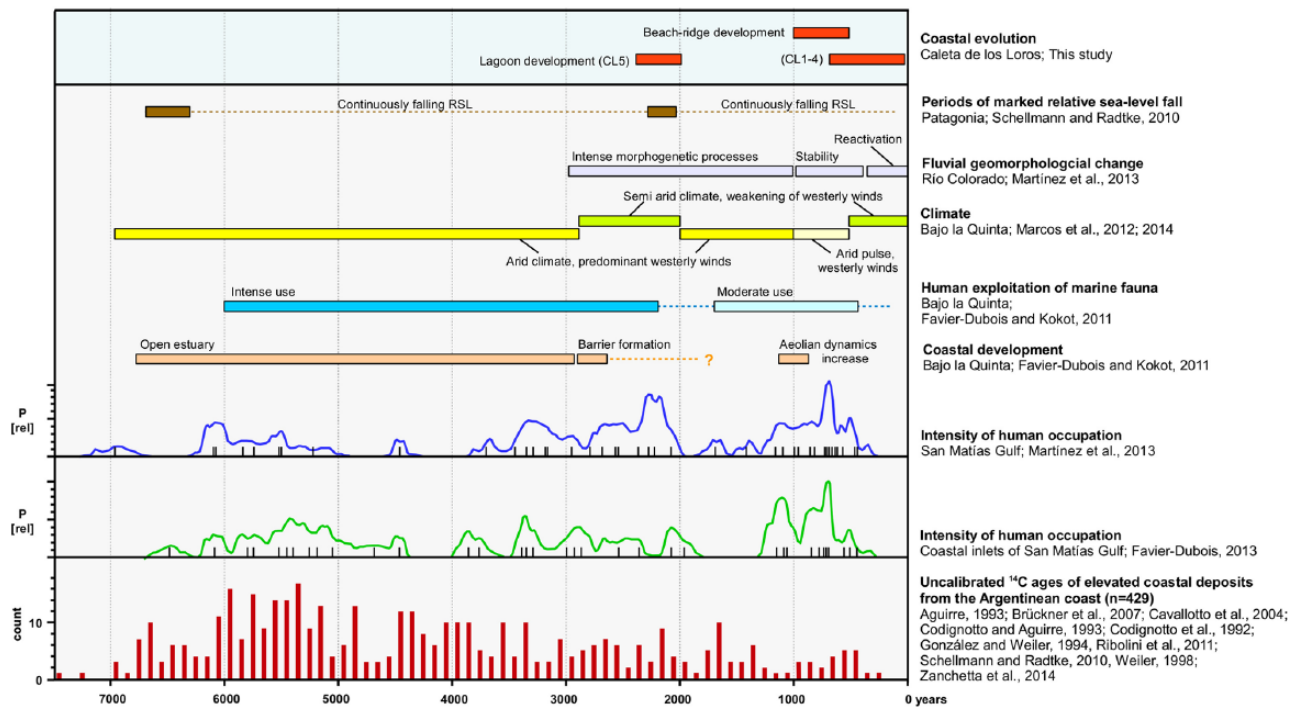 Beach-ridge development
Lagoon development (CL5)
(CL1-4)
Coastal evolution
Caleta de los Loros; This study
Continuously falling RSL
Continuously falling RSL
Periods of marked relative sea-level fall
Patagonia; Schellmann and Radtke, 2010
Reactivation
Intense morphogenetic processes
Stability
Fluvial geomorphologcial change
Río Colorado; Martínez et al., 2013
Semi arid climate, weakening of westerly winds
Climate
Bajo la Quinta; Marcos et al., 2012; 2014
Arid climate, predominant westerly winds
Arid pulse,
westerly winds
Intense use
Moderate use
Human exploitation of marine fauna
Bajo la Quinta;
Favier-Dubois and Kokot, 2011
Open estuary
Barrier formation
?
Aeolian dynamics
increase
Coastal development
Bajo la Quinta; Favier-Dubois and Kokot, 2011
P
[rel]
Intensity of human occupation
San Matías Gulf; Martínez et al., 2013
P
[rel]
Intensity of human occupation
Coastal inlets of San Matías Gulf; Favier-Dubois, 2013
count
10
0
Uncalibrated ¹⁴C ages of elevated coastal deposits
from the Argentinean coast (n=429)
Aguirre, 1993; Brückner et al., 2007; Cavallotto et al., 2004;
Codignotto and Aguirre, 1993; Codignotto et al., 1992;
González and Weiler, 1994, Ribolini et al., 2011;
Schellmann and Radtke, 2010, Weiler, 1998;
Zanchetta et al., 2014
7000 6000 5000 4000 3000 2000 1000 0 years